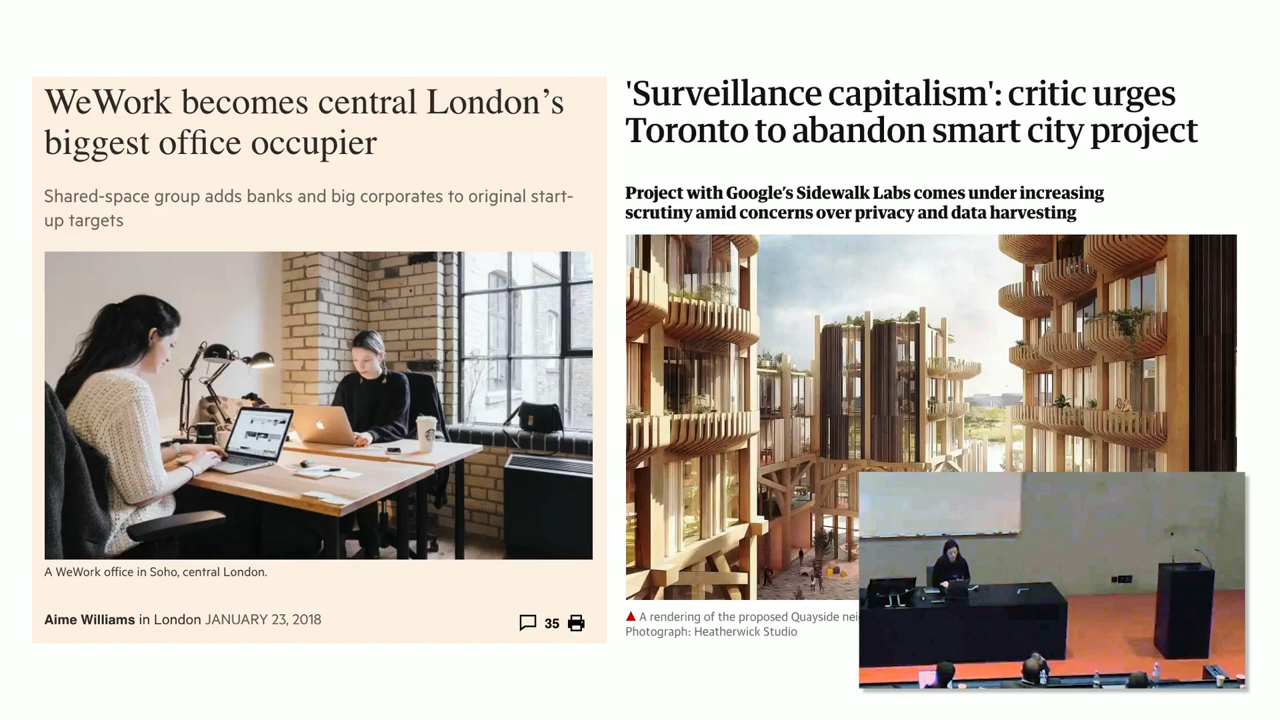 WeWork becomes central London's
biggest office occupier
Shared-space group adds banks and big corporates to original start-
up targets
A WeWork office in Soho, central London.
Aime Williams in London JANUARY 23, 2018
35
'Surveillance capitalism': critic urges
Toronto to abandon smart city project
Project with Google's Sidewalk Labs comes under increasing
scrutiny amid concerns over privacy and data harvesting
A rendering of the proposed Quayside nei
Photograph: Heatherwick Studio